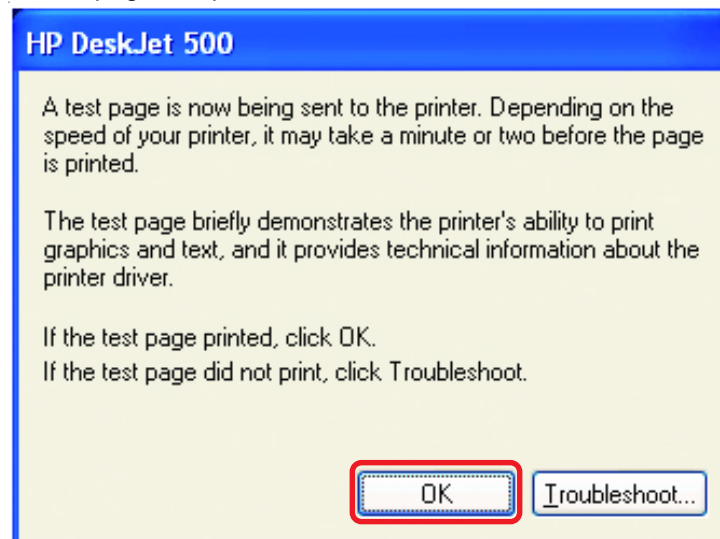 HP DeskJet 500
A test page is now being sent to the printer. Depending on the
speed of your printer, it may take a minute or two before the page
is printed.
The test page briefly demonstrates the printer's ability to print
graphics and text, and it provides technical information about the
printer driver.
If the test page printed, click OK.
If the test page did not print, click Troubleshoot.
OK
Troubleshoot...